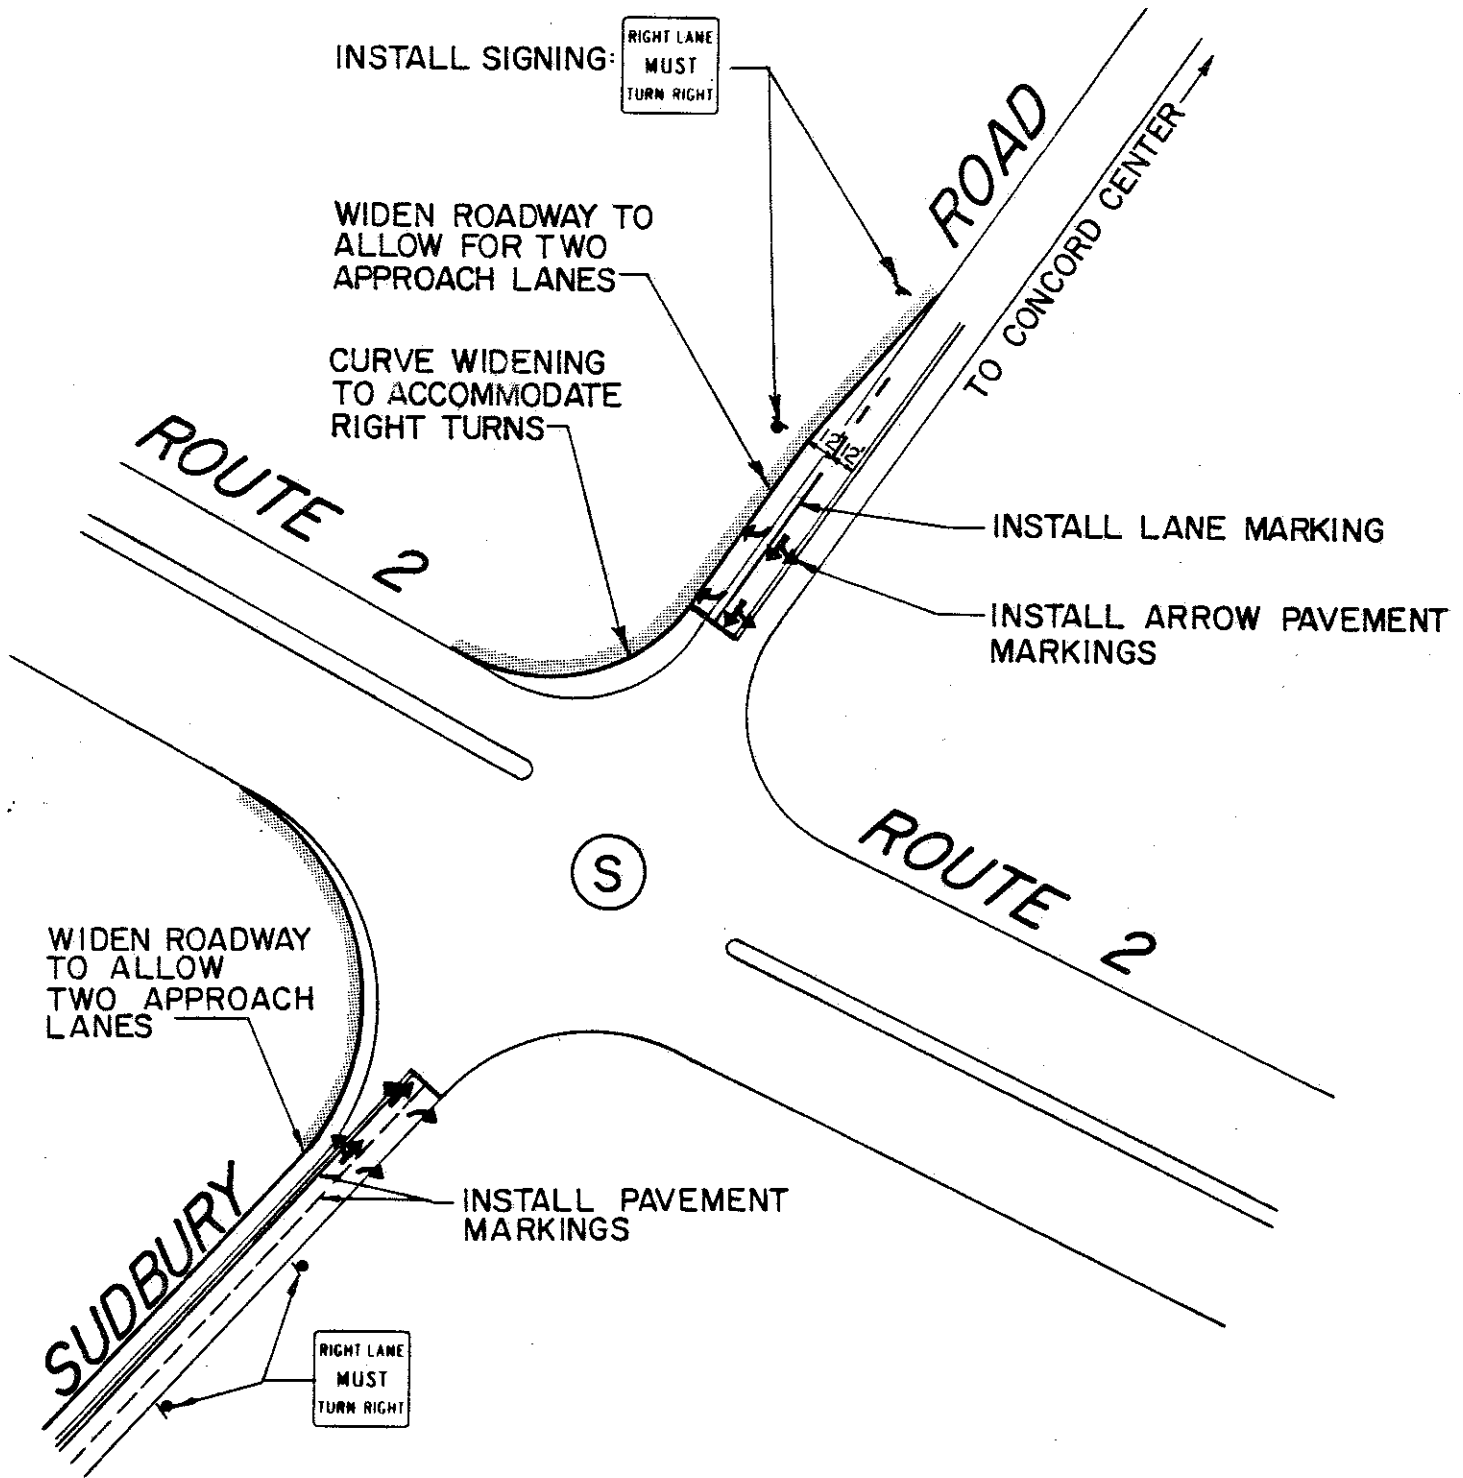 INSTALL SIGNING:
RIGHT LANE
MUST
TURN RIGHT
ROAD
TO CONCORD CENTER
WIDEN ROADWAY TO
ALLOW FOR TWO
APPROACH LANES
CURVE WIDENING
TO ACCOMMODATE
RIGHT TURNS
ROUTE 2
12'
12'
INSTALL LANE MARKING
INSTALL ARROW PAVEMENT
MARKINGS
S
ROUTE 2
WIDEN ROADWAY
TO ALLOW
TWO APPROACH
LANES
SUDBURY
INSTALL PAVEMENT
MARKINGS
RIGHT LANE
MUST
TURN RIGHT